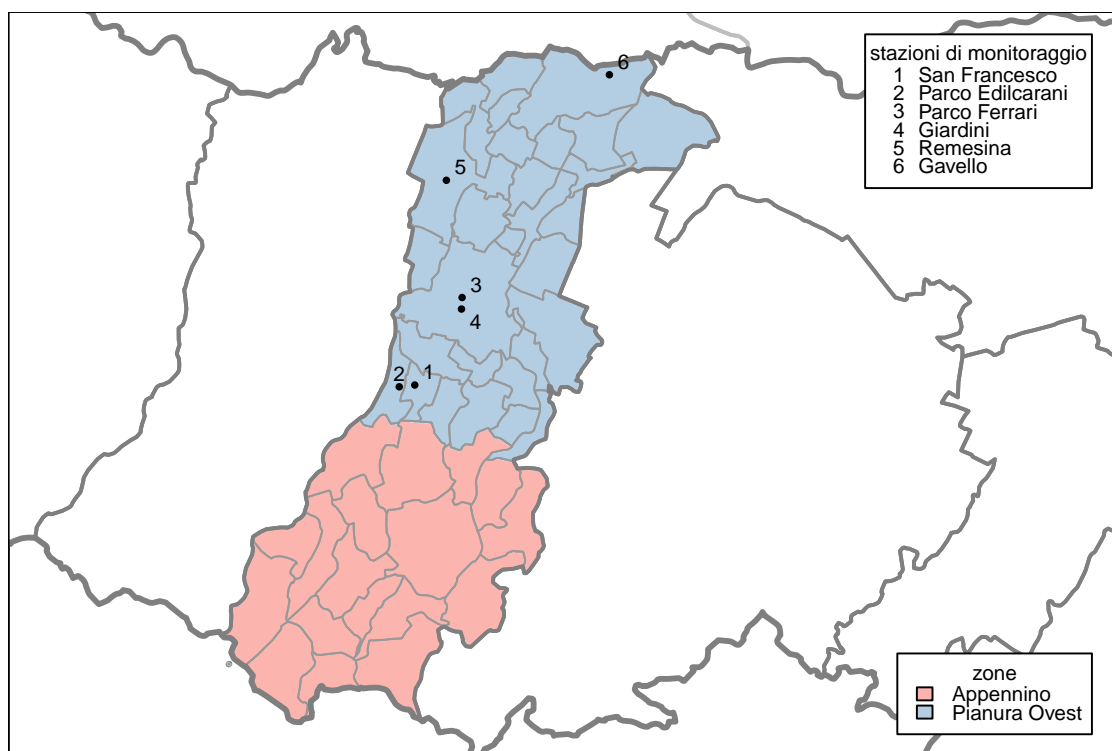 6
5
3
4
2
1
stazioni di monitoraggio
1 San Francesco
2 Parco Edilcarani
3 Parco Ferrari
4 Giardini
5 Remesina
6 Gavello
zone
Appennino
Pianura Ovest